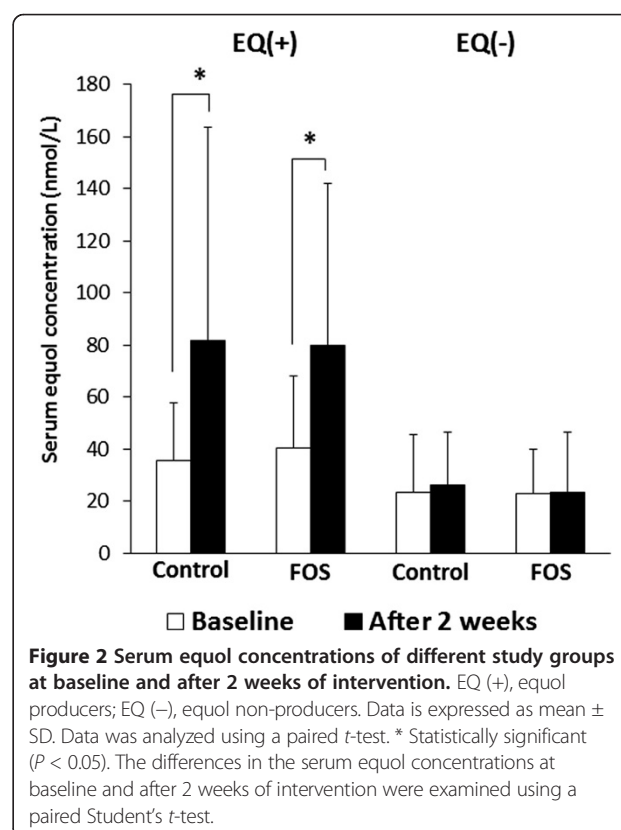 EQ(+) EQ(-)
*
*
Serum equol concentration (nmol/L)
180
160
140
120
100
80
60
40
20
0
Control FOS Control FOS
Baseline After 2 weeks
Figure 2 Serum equol concentrations of different study groups
at baseline and after 2 weeks of intervention. EQ (+), equol
producers; EQ (−), equol non-producers. Data is expressed as mean ±
SD. Data was analyzed using a paired t-test. * Statistically significant
(P < 0.05). The differences in the serum equol concentrations at
baseline and after 2 weeks of intervention were examined using a
paired Student’s t-test.